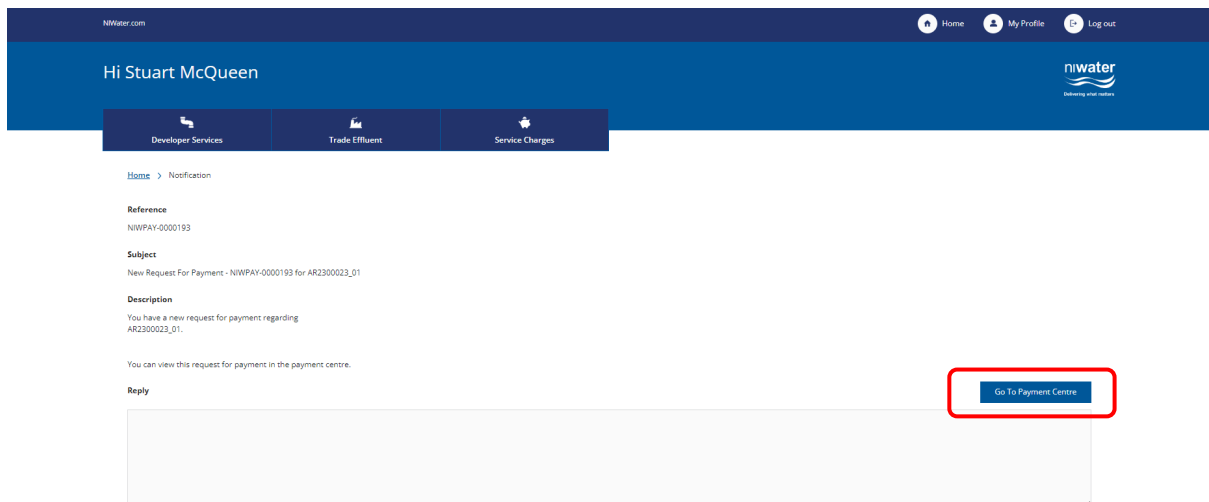 NIWater.com
Home
My Profile
Log out
Hi Stuart McQueen
niwater
Delivering what matters
Developer Services
Trade Effluent
Service Charges
Home > Notification
Reference
NIWPAY-0000193
Subject
New Request For Payment - NIWPAY-0000193 for AR2300023_01
Description
You have a new request for payment regarding
AR2300023_01.
You can view this request for payment in the payment centre.
Reply
Go To Payment Centre